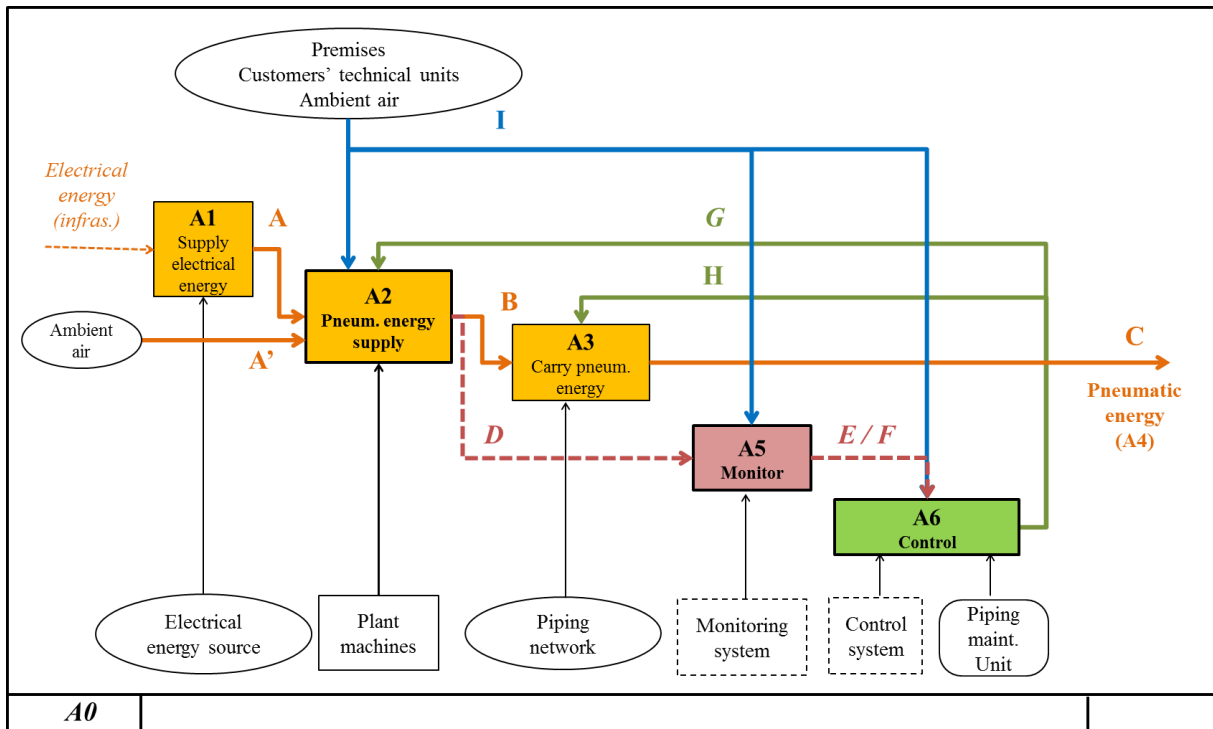 Premises
Customers’ technical units
Ambient air
I
Electrical
energy
(infras.)
A1
Supply
electrical
energy
A
G
H
A2
Pneum. energy
supply
B
A3
Carry pneum.
energy
C
Pneumatic
energy
(A4)
Ambient
air
A’
D
A5
Monitor
E / F
A6
Control
Electrical
energy source
Plant
machines
Piping
network
Monitoring
system
Control
system
Piping
maint.
Unit
A0